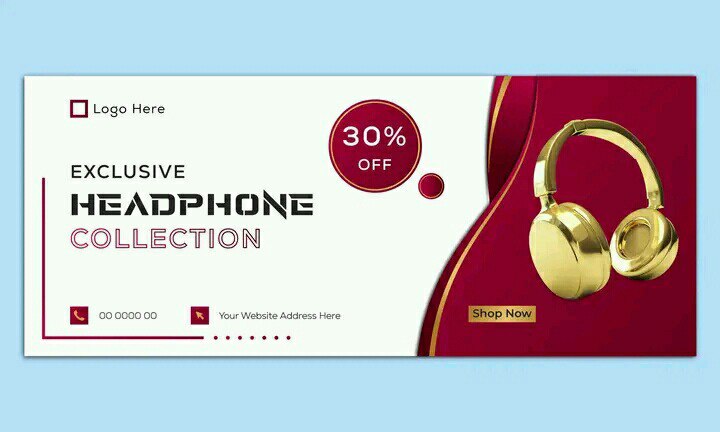 Logo Here
30%
OFF
EXCLUSIVE
HEADPHONE
COLLECTION
00 0000 00
Your Website Address Here
Shop Now